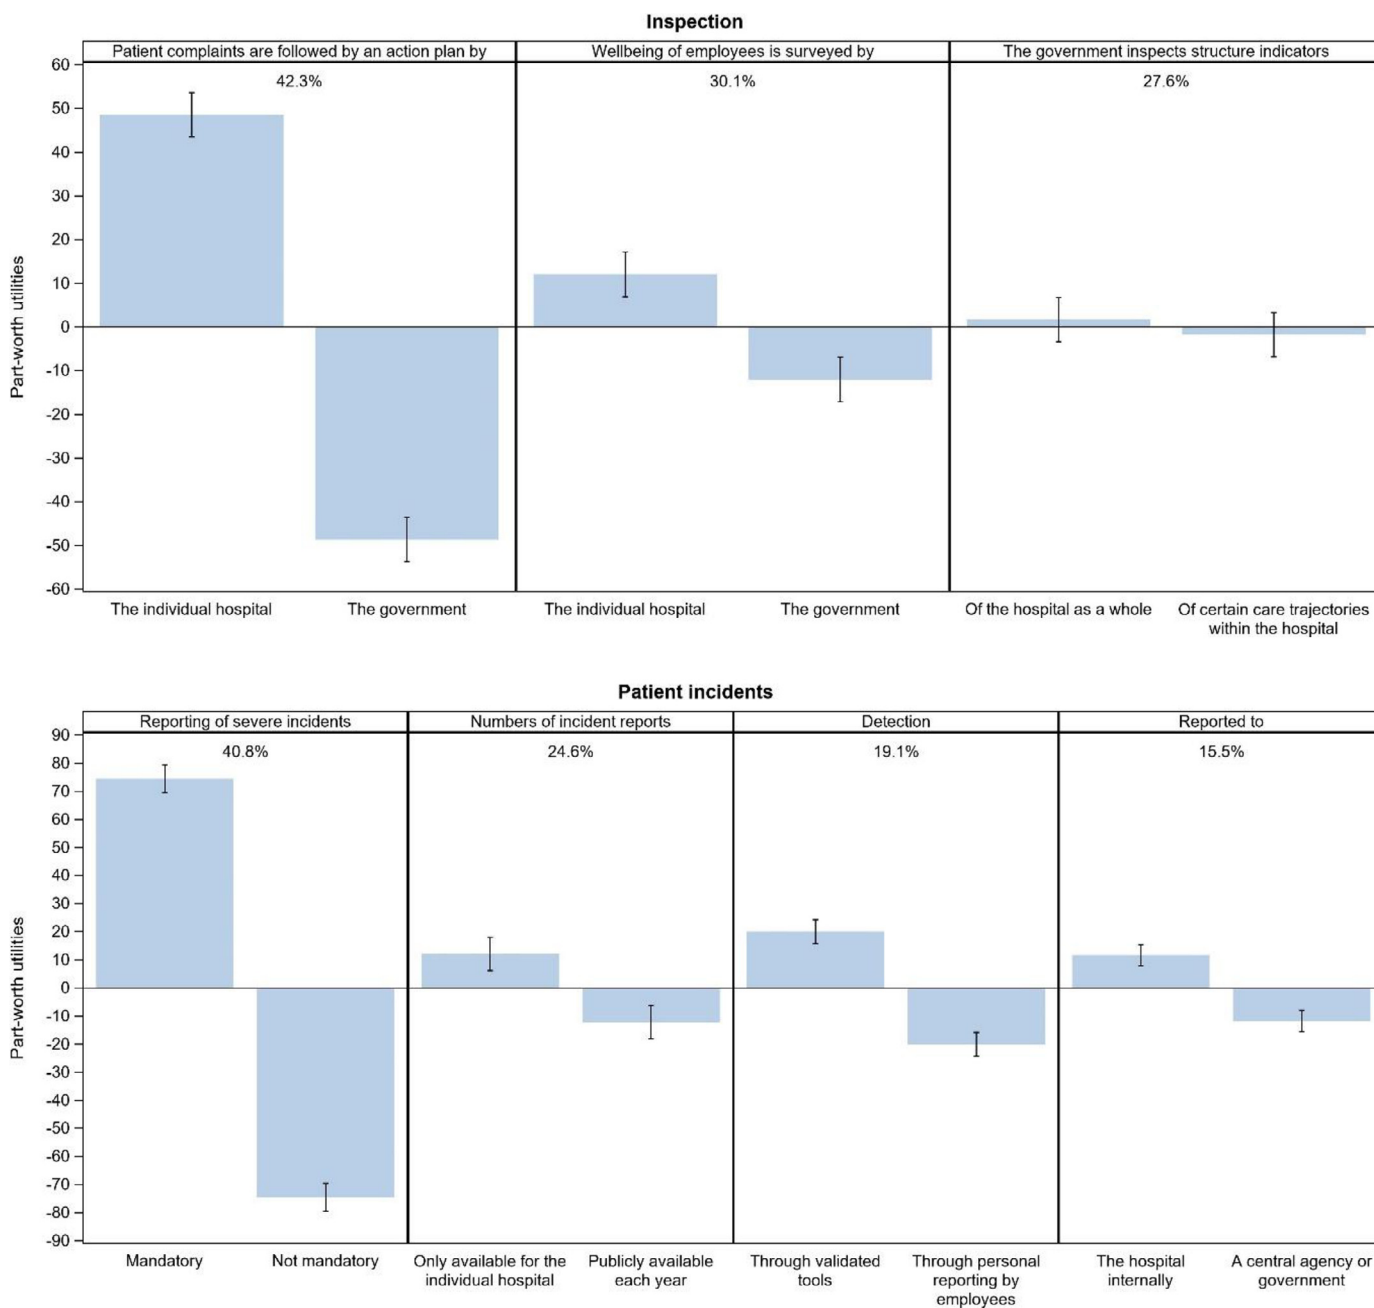 Inspection
Patient complaints are followed by an action plan by
Wellbeing of employees is surveyed by
The government inspects structure indicators
42.3%
30.1%
27.6%
Part-worth utilities
60
50
40
30
20
10
0
-10
-20
-30
-40
-50
-60
The individual hospital
The government
The individual hospital
The government
Of the hospital as a whole
Of certain care trajectories
within the hospital
Patient incidents
Reporting of severe incidents
Numbers of incident reports
Detection
Reported to
40.8%
24.6%
19.1%
15.5%
Part-worth utilities
90
80
70
60
50
40
30
20
10
0
-10
-20
-30
-40
-50
-60
-70
-80
-90
Mandatory
Not mandatory
Only available for the
individual hospital
Publicly available
each year
Through validated
tools
Through personal
reporting by
employees
The hospital
internally
A central agency or
government